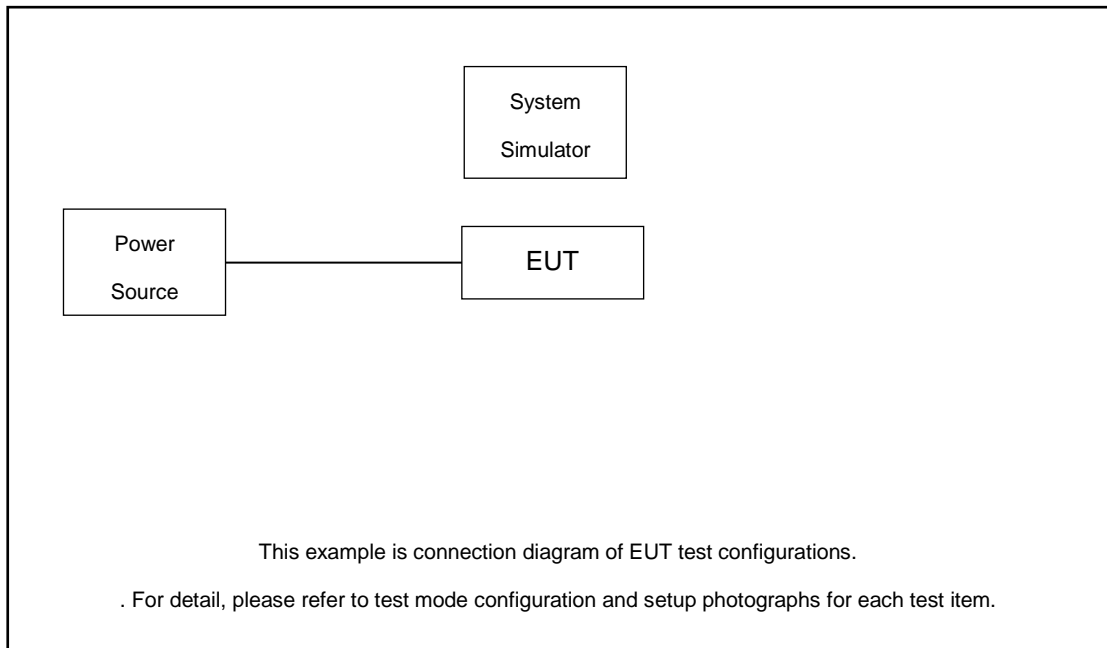 System
Simulator
Power
Source
EUT
This example is connection diagram of EUT test configurations.
. For detail, please refer to test mode configuration and setup photographs for each test item.